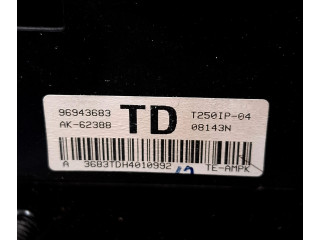 96943683 TD T250IP-04
AK-62388 08143N
A 3683TDH4010992 TE-AMPK